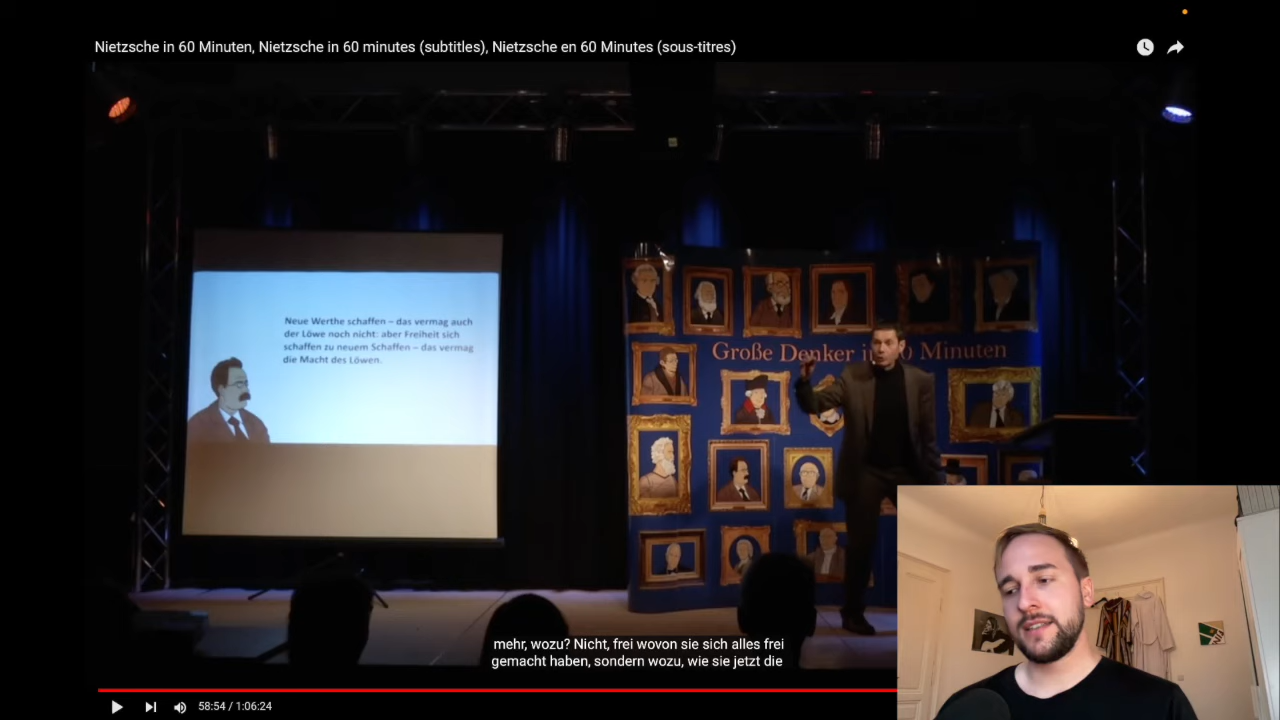 Nietzsche in 60 Minuten, Nietzsche in 60 minutes (subtitles), Nietzsche en 60 Minutes (sous-titres)
Neue Werthe schaffen – das vermag auch
der Löwe noch nicht: aber Freiheit sich
schaffen zu neuem Schaffen – das vermag
die Macht des Löwen.
Große Denker in 60 Minuten
mehr, wozu? Nicht, frei wovon sie sich alles frei
gemacht haben, sondern wozu, wie sie jetzt die
58:54 / 1:06:24